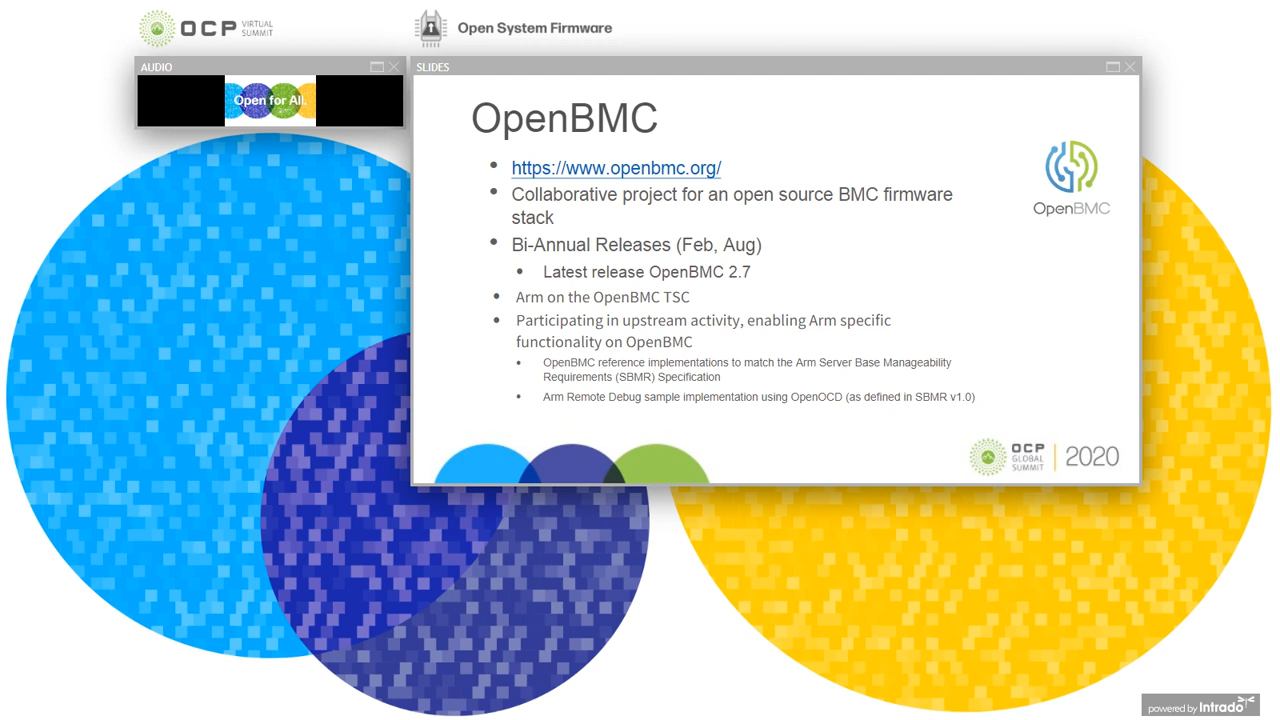 OCP VIRTUAL SUMMIT
Open System Firmware
AUDIO
Open for All.
SLIDES
OpenBMC
https://www.openbmc.org/
Collaborative project for an open source BMC firmware
stack
Bi-Annual Releases (Feb, Aug)
Latest release OpenBMC 2.7
Arm on the OpenBMC TSC
Participating in upstream activity, enabling Arm specific
functionality on OpenBMC
OpenBMC reference implementations to match the Arm Server Base Manageability
Requirements (SBMR) Specification
Arm Remote Debug sample implementation using OpenOCD (as defined in SBMR v1.0)
OpenBMC
OCP GLOBAL SUMMIT 2020
powered by Intrado